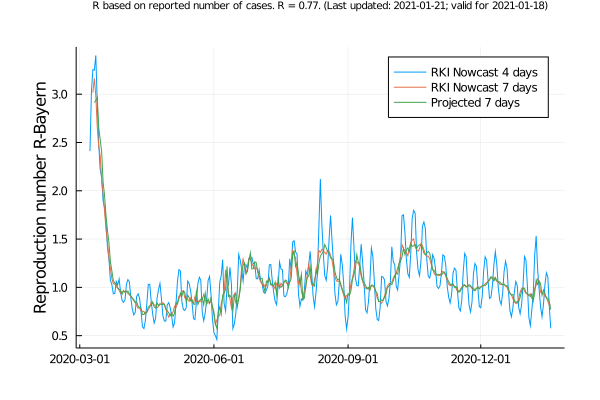 R based on reported number of cases. R = 0.77. (Last updated: 2021-01-21; valid for 2021-01-18)
RKI Nowcast 4 days
RKI Nowcast 7 days
Projected 7 days
Reproduction number R-Bayern
3.0
2.5
2.0
1.5
1.0
0.5
2020-03-01
2020-06-01
2020-09-01
2020-12-01